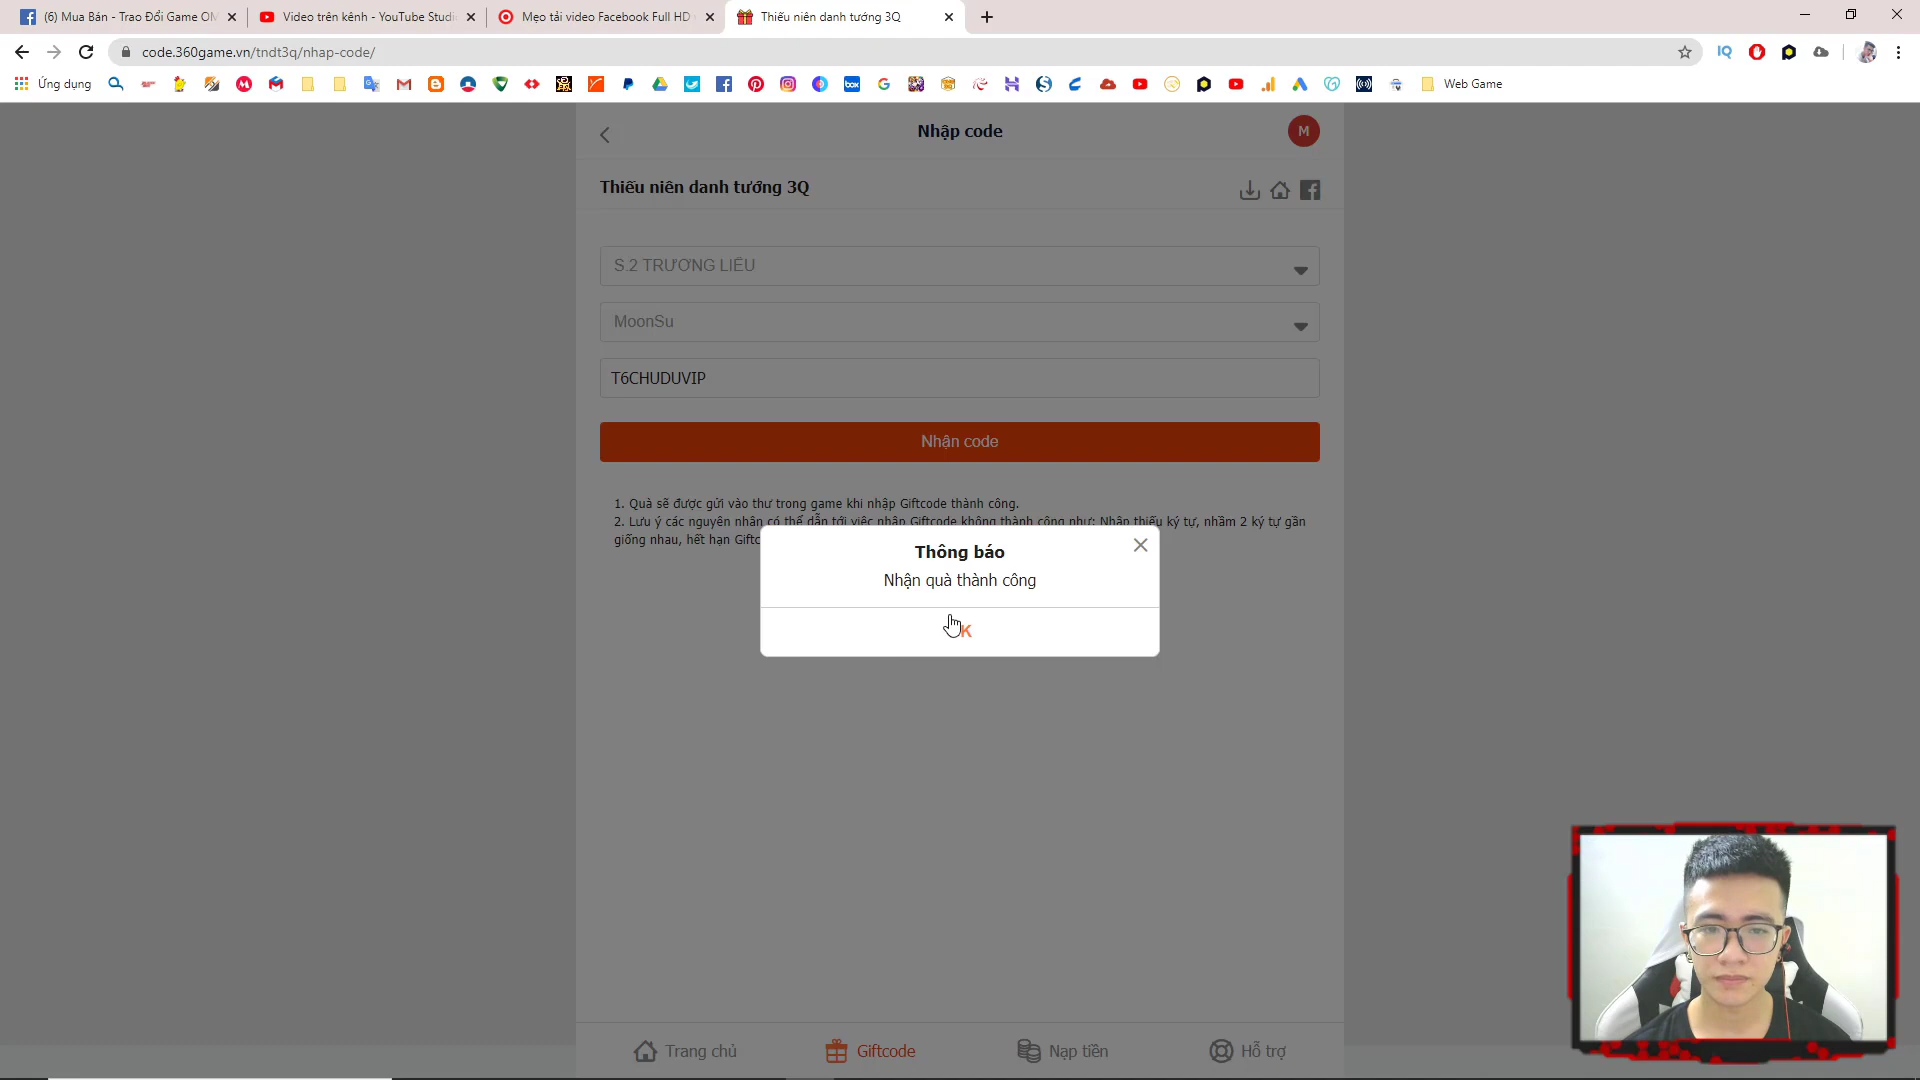 (6) Mua Bán - Trao Đổi Game ON
Video trên kênh - YouTube Studi
Mẹo tải video Facebook Full HD
Thiếu niên danh tướng 3Q
code.360game.vn/tndt3q/nhap-code/
Ứng dụng
Web Game
Nhập code
M
Thiếu niên danh tướng 3Q
S.2 TRƯƠNG LIÊU
MoonSu
T6CHUDUVIP
Nhận code
1. Quà sẽ được gửi vào thư trong game khi nhập Giftcode thành công.
2. Lưu ý các nguyên nhân có thể dẫn tới việc nhập Giftcode không thành công như: Nhập thiếu ký tự, nhầm 2 ký tự gần
giống nhau, hết hạn Giftc
Thông báo
Nhận quà thành công
K
Trang chủ
Giftcode
Nạp tiền
Hỗ trợ